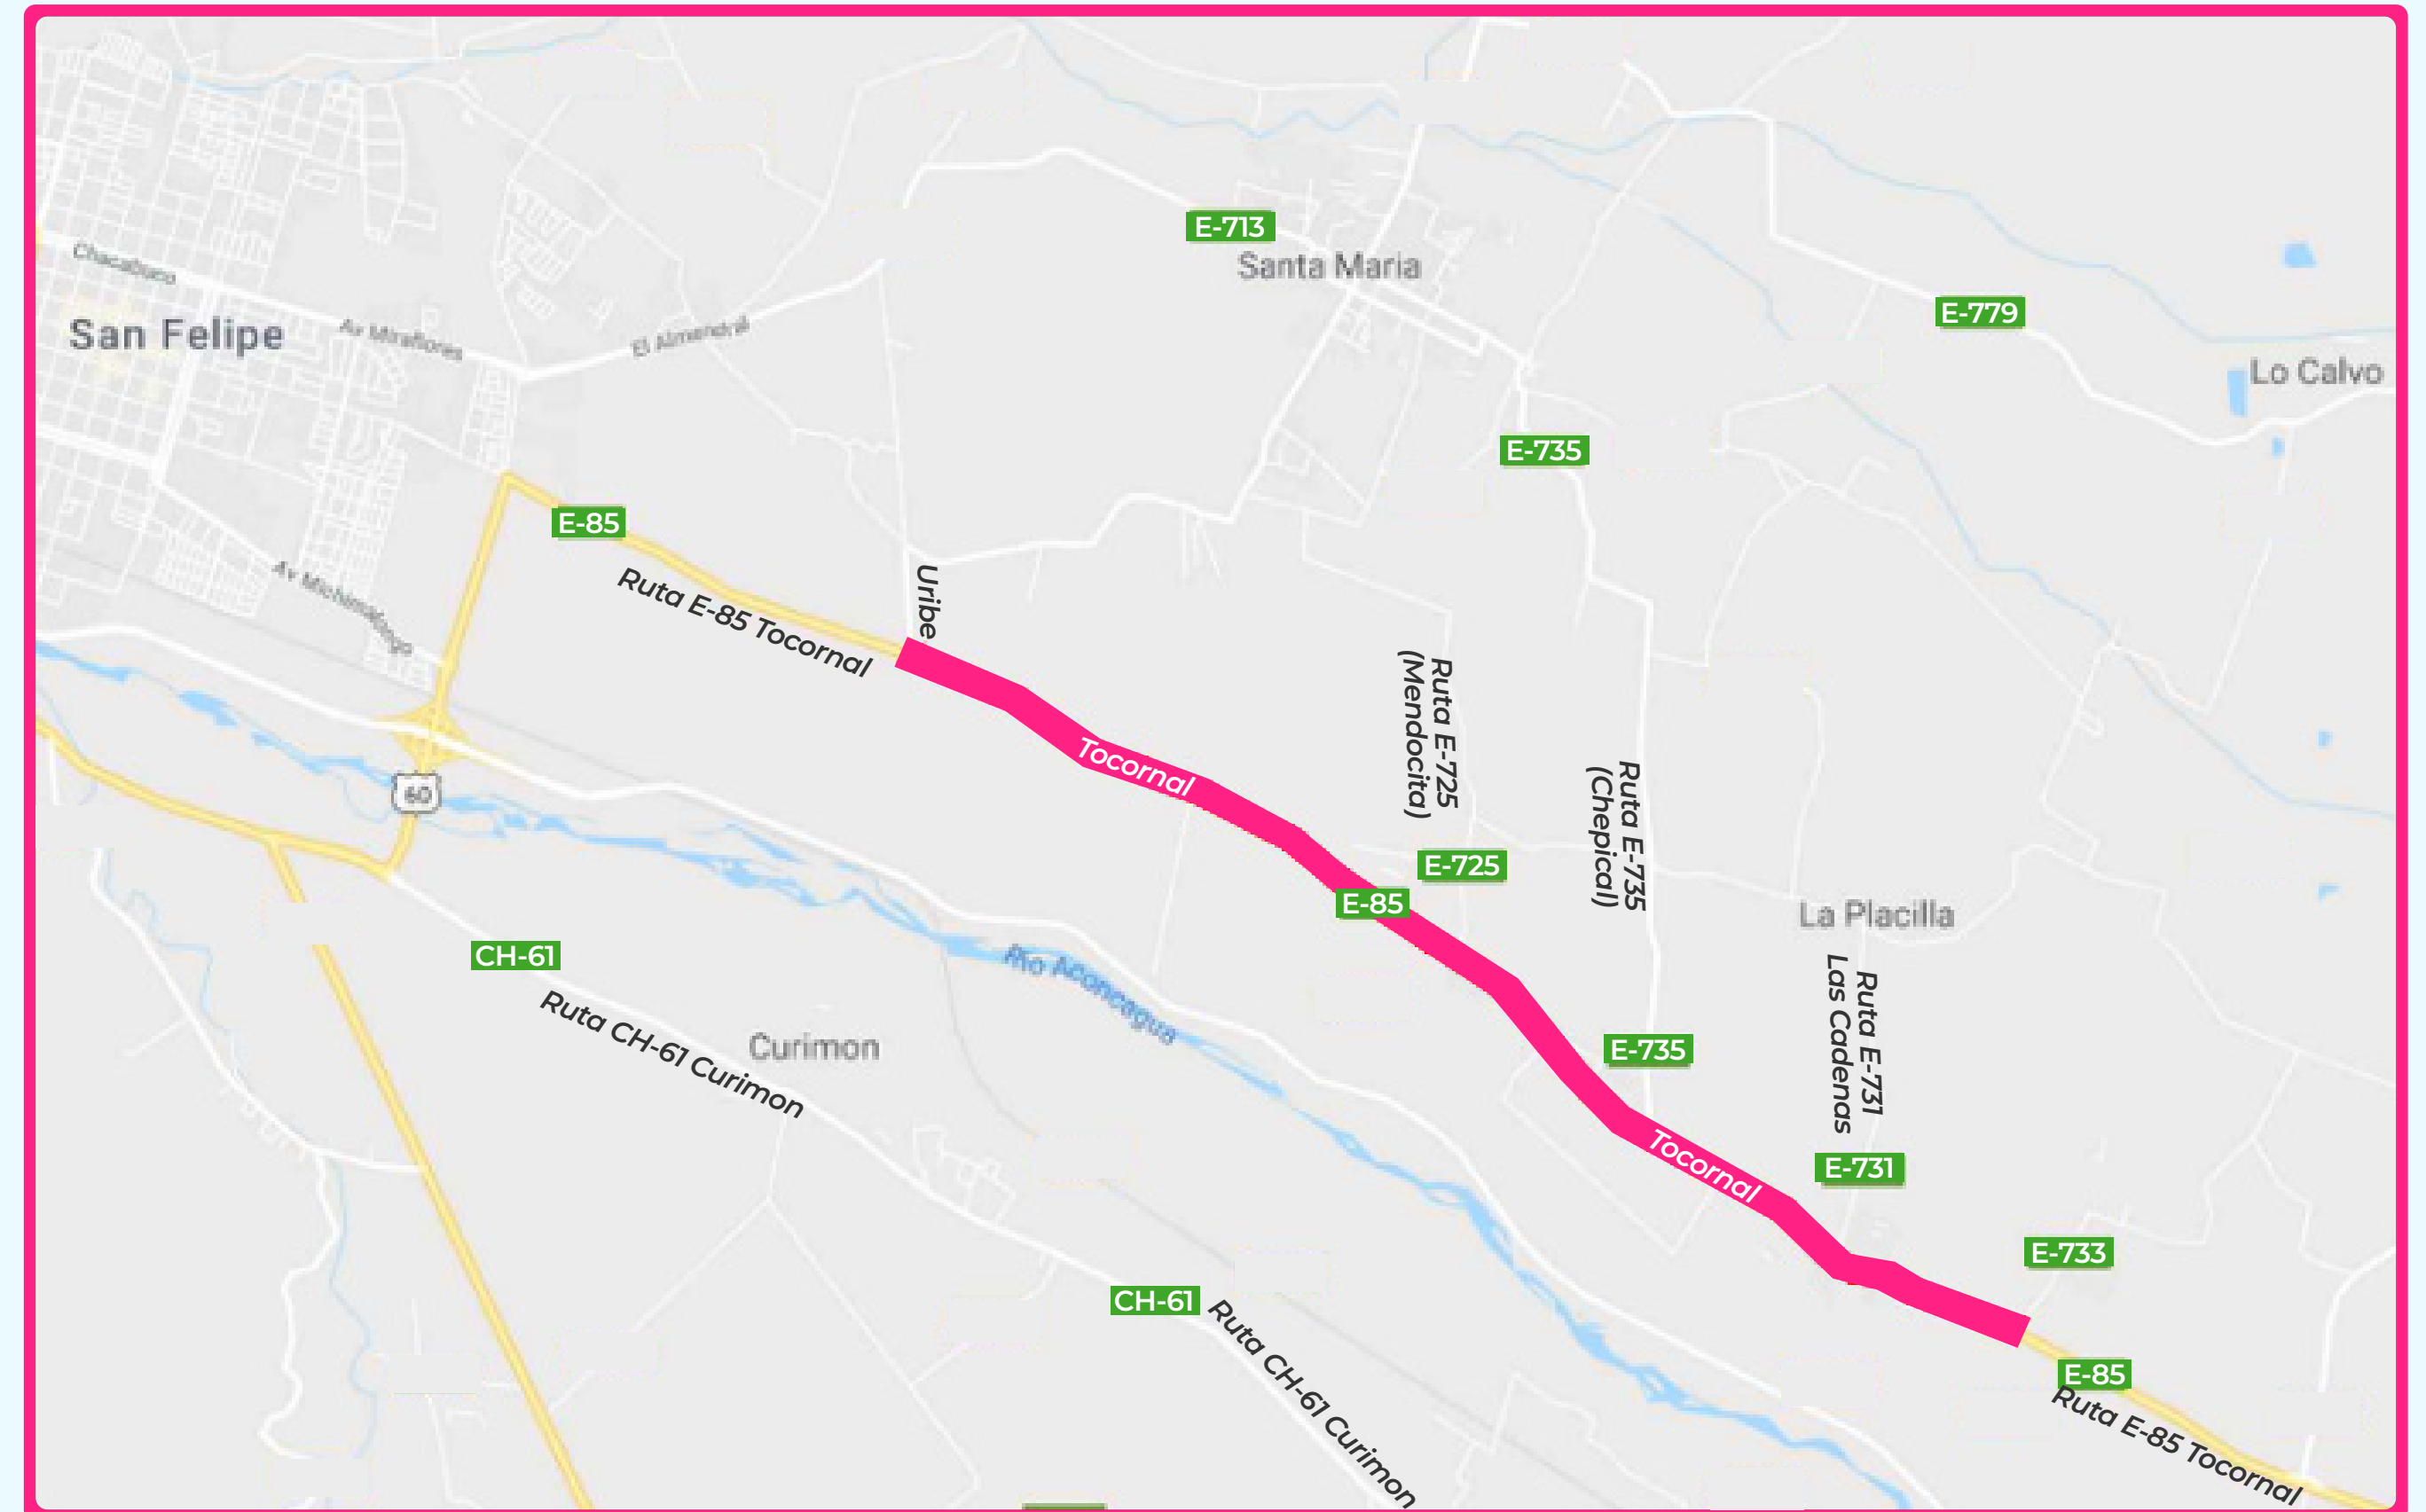 E-713
Santa Maria
Chacabuco
E-779
San Felipe
Av Miraflores
El Almendral
Lo Calvo
E-735
E-85
Ruta E-85 Tocornal
Uribe
Av Michimalongo
Ruta E-725
(Mendocita)
Tocornal
60
Ruta E-735
(Chepical)
E-725
E-85
La Placilla
CH-61
Rio Aconcagua
Ruta CH-61 Curimon
Curimon
E-735
Ruta E-731
Las Cadenas
Tocornal
E-731
E-733
CH-61
Ruta CH-61 Curimon
E-85
Ruta E-85 Tocornal